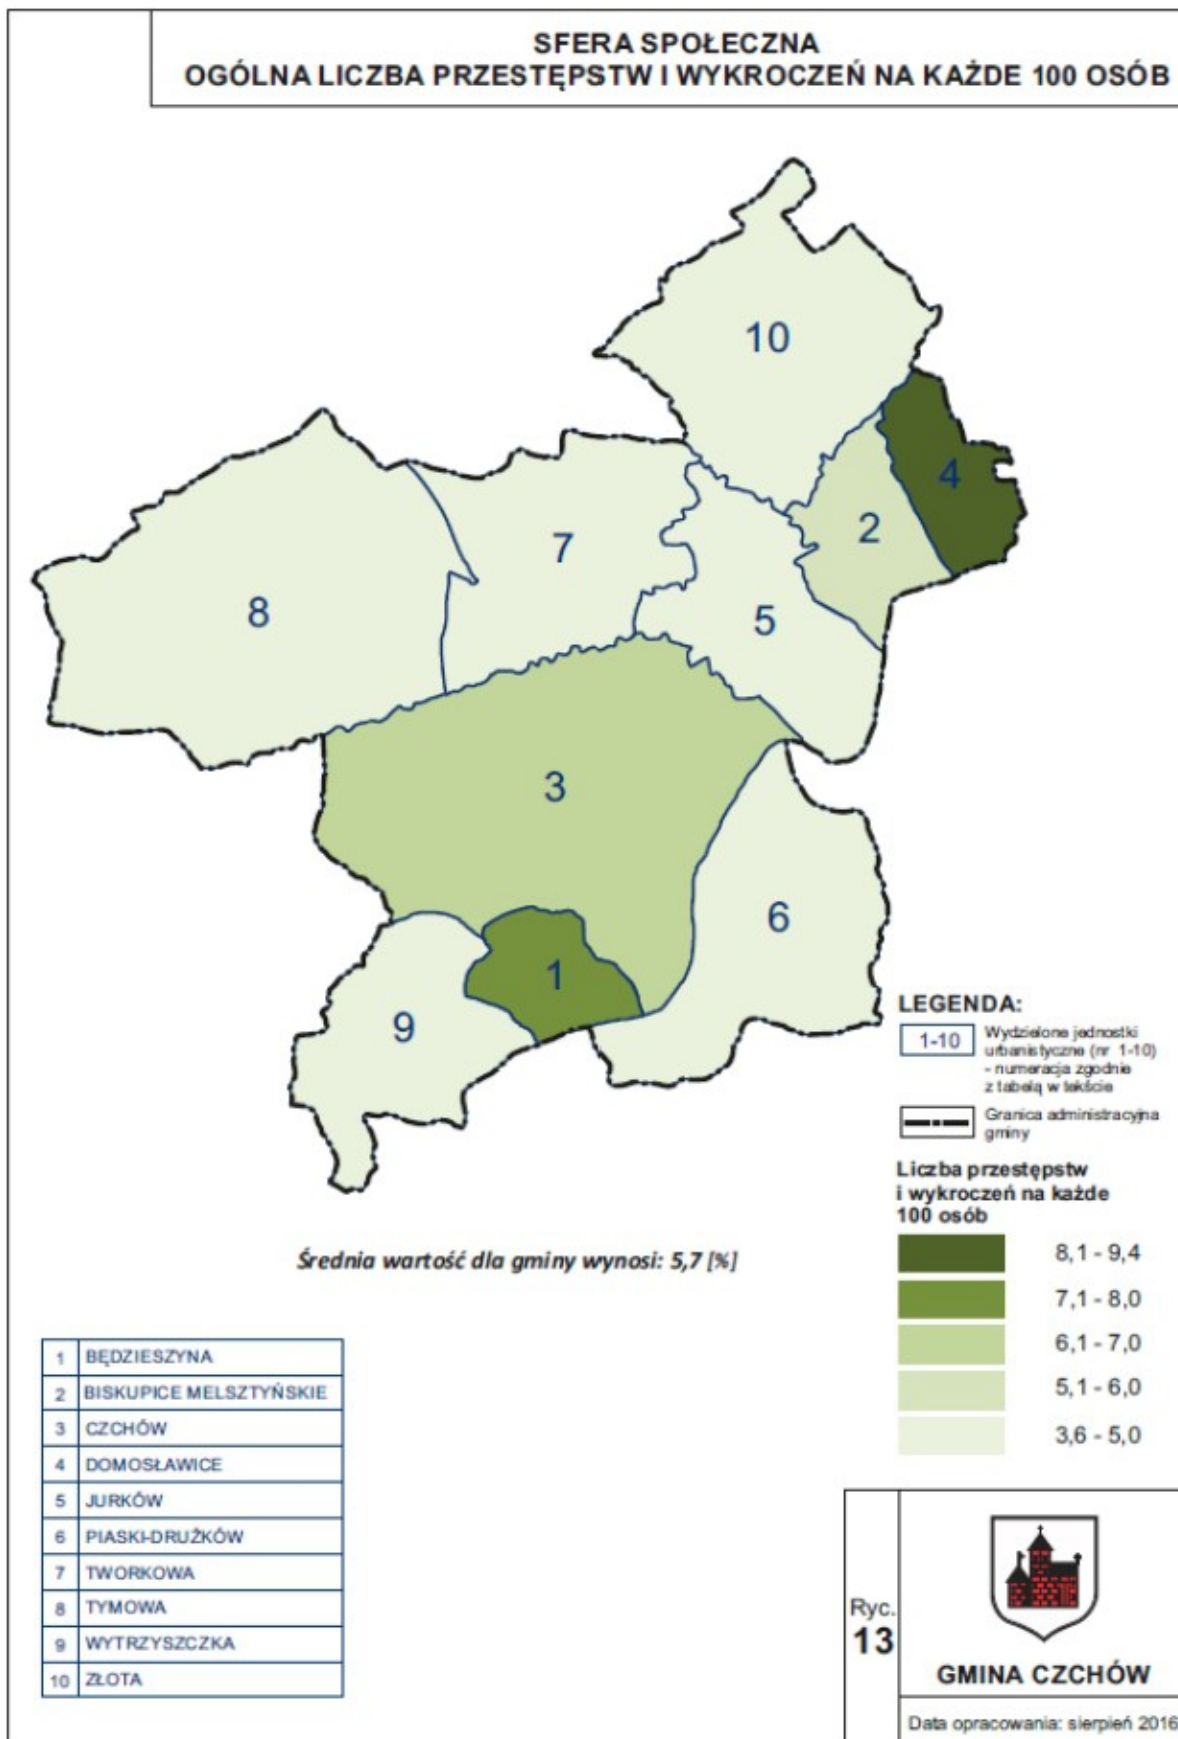 SFERA SPOŁECZNA
OGÓLNA LICZBA PRZESTĘPSTW I WYKROCZEŃ NA KAŻDE 100 OSÓB
10
4
2
7
5
8
3
6
1
9
LEGENDA:
1-10
Wydzielone jednostki
urbanistyczne (nr 1-10)
- numeracja zgodnie
z tabelą w tekście
Granica administracyjna
gminy
Liczba przestępstw
i wykroczeń na każde
100 osób
8,1 - 9,4
7,1 - 8,0
6,1 - 7,0
5,1 - 6,0
3,6 - 5,0
Średnia wartość dla gminy wynosi: 5,7 [%]
1 BĘDZIESZYNA
2 BISKUPICE MELSZTYŃSKIE
3 CZCHÓW
4 DOMOSŁAWICE
5 JURKÓW
6 PIASKI-DRUŻKÓW
7 TWORKOWA
8 TYMOWA
9 WYTRZYSZCZKA
10 ZŁOTA
Ryc.
13
GMINA CZCHÓW
Data opracowania: sierpień 2016